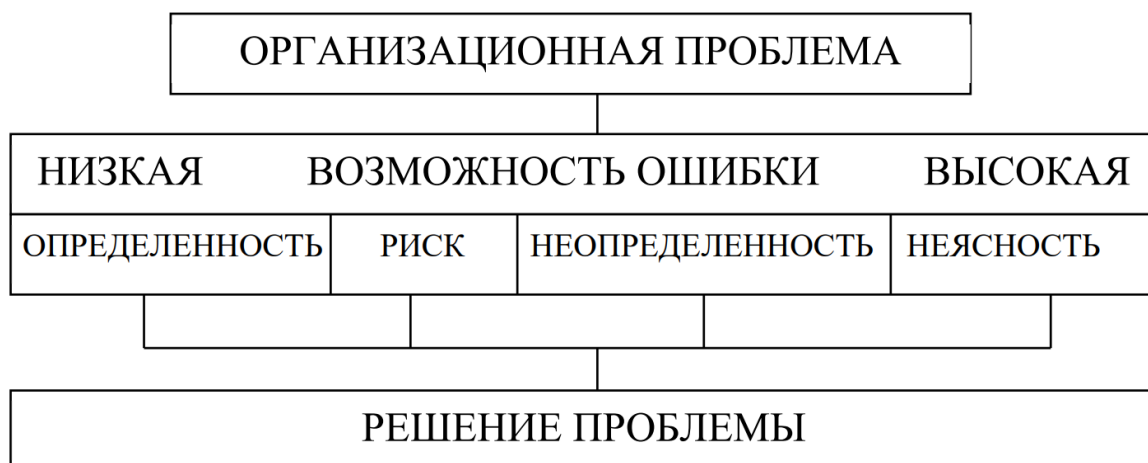 ОРГАНИЗАЦИОННАЯ ПРОБЛЕМА
НИЗКАЯ ВОЗМОЖНОСТЬ ОШИБКИ ВЫСОКАЯ
ОПРЕДЕЛЕННОСТЬ РИСК НЕОПРЕДЕЛЕННОСТЬ НЕЯСНОСТЬ
РЕШЕНИЕ ПРОБЛЕМЫ